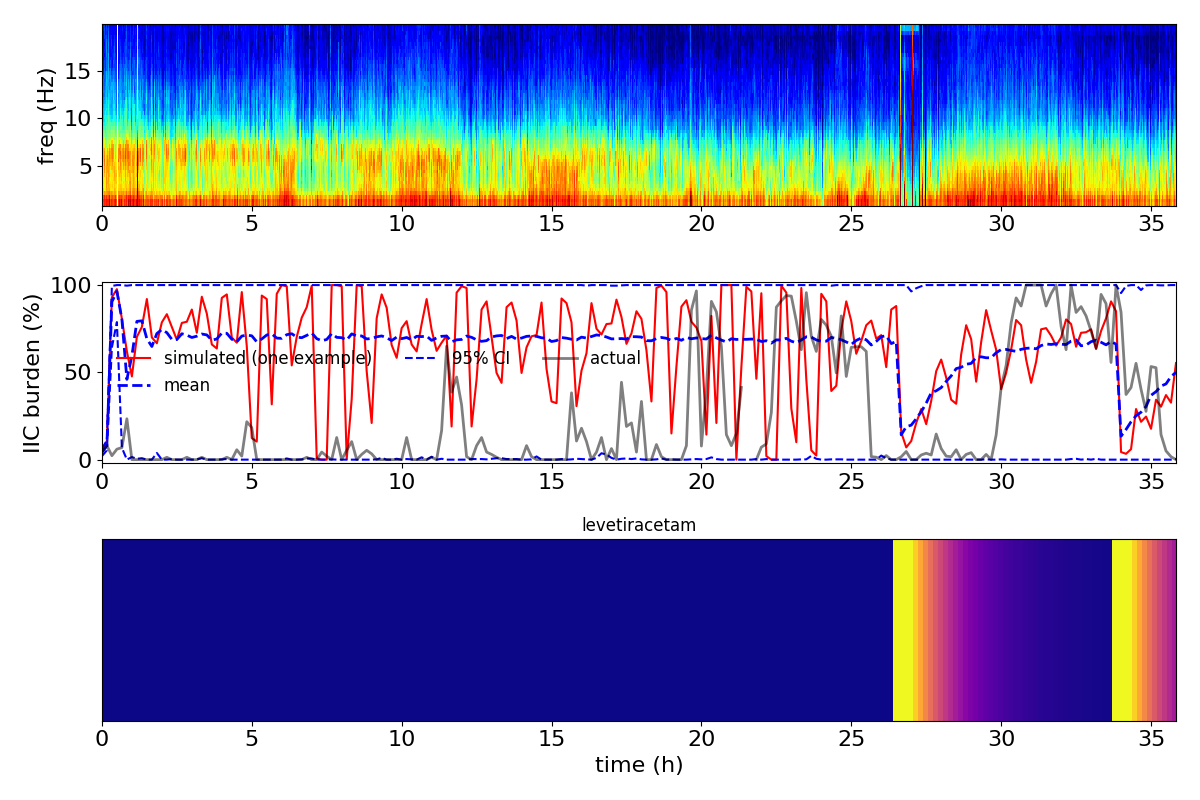 freq (Hz)
15
10
5
0 5 10 15 20 25 30 35
IIC burden (%)
100
50
0
simulated (one example) 95% CI actual
mean
0 5 10 15 20 25 30 35
levetiracetam
0 5 10 15 20 25 30 35
time (h)